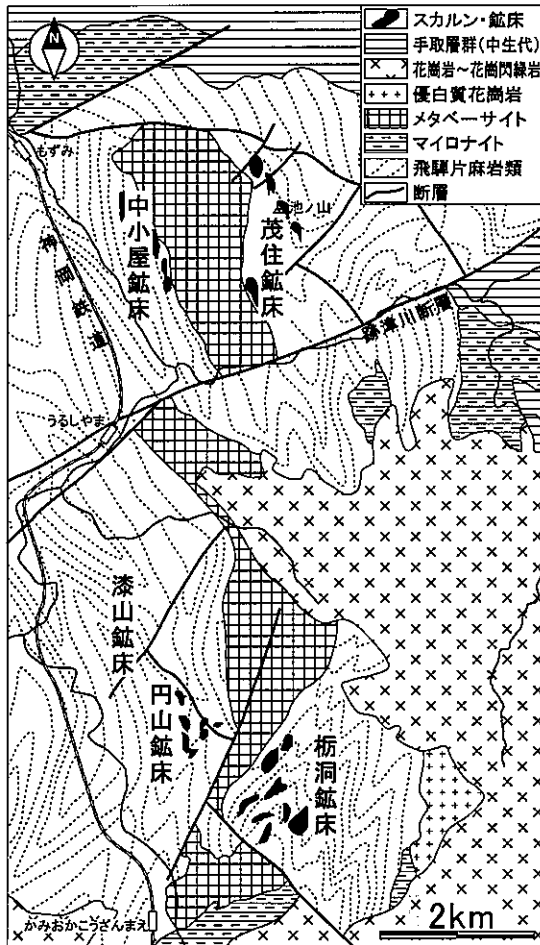 スカルン・鉱床
手取層群(中生代)
花崗岩~花崗閃緑岩
優白質花崗岩
メタベーサイト
マイロナイト
飛騨片麻岩類
断層
もずみ
池ノ山
中小屋鉱床
茂住鉱床
神岡鉄道
跡津川断層
うるしやま
漆山鉱床
円山鉱床
栃洞鉱床
かみおかこうざんまえ
2km